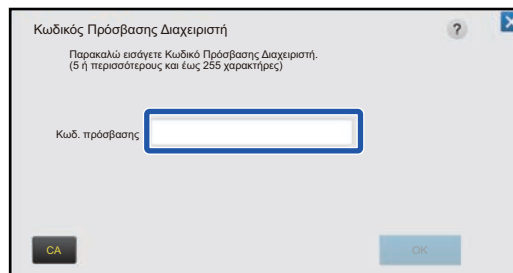 Κωδικός Πρόσβασης Διαχειριστή
?
Παρακαλώ εισάγετε Κωδικό Πρόσβασης Διαχειριστή.
(5 ή περισσότερους και έως 255 χαρακτήρες)
Κωδ. πρόσβασης
CA
OK